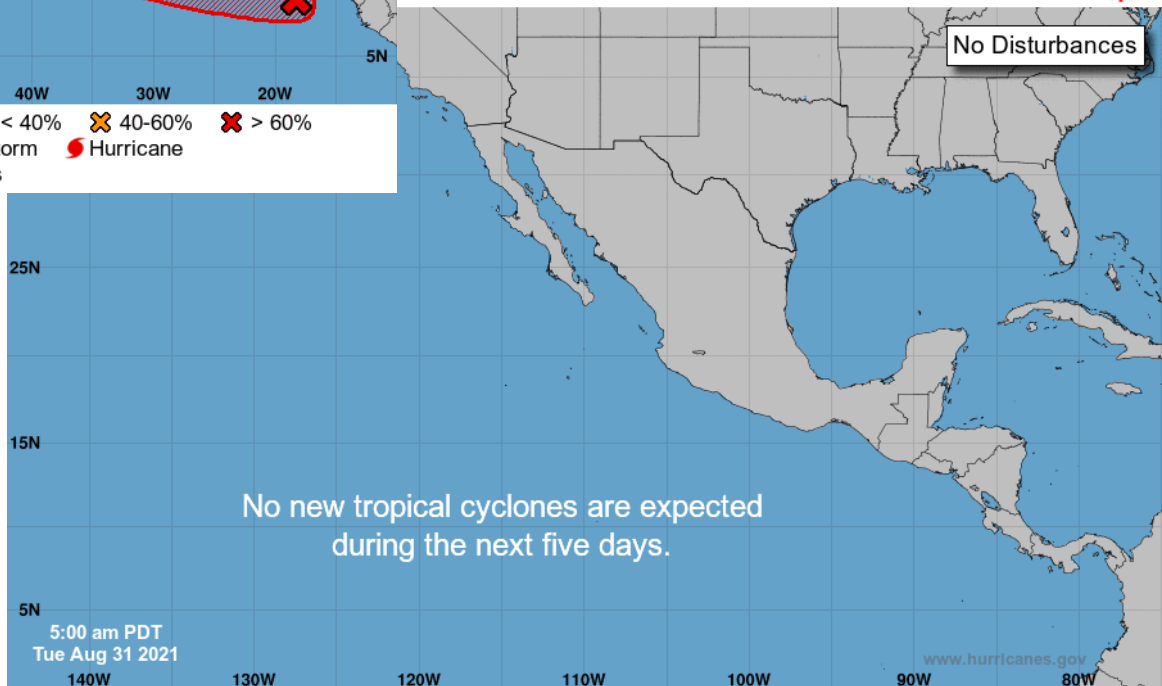 No Disturbances
5N
40W 30W 20W
< 40% 40-60% > 60%
orm Hurricane
25N
15N
No new tropical cyclones are expected
during the next five days.
5N
5:00 am PDT
Tue Aug 31 2021
www.hurricanes.gov
140W 130W 120W 110W 100W 90W 80W